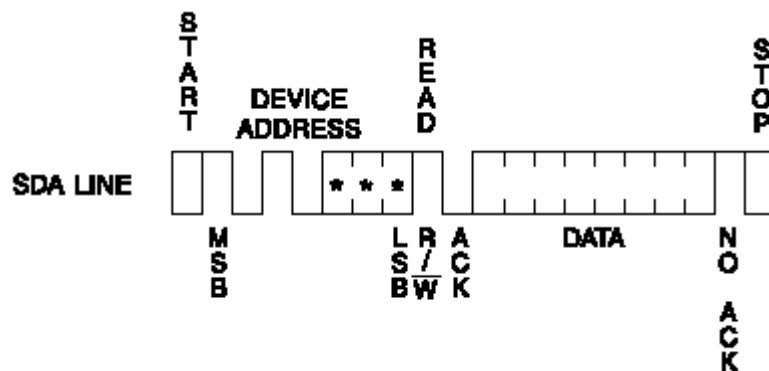 START
READ
STOP
DEVICE
ADDRESS
SDA LINE
* * *
MSB
LSB
R/W
ACK
DATA
NO ACK